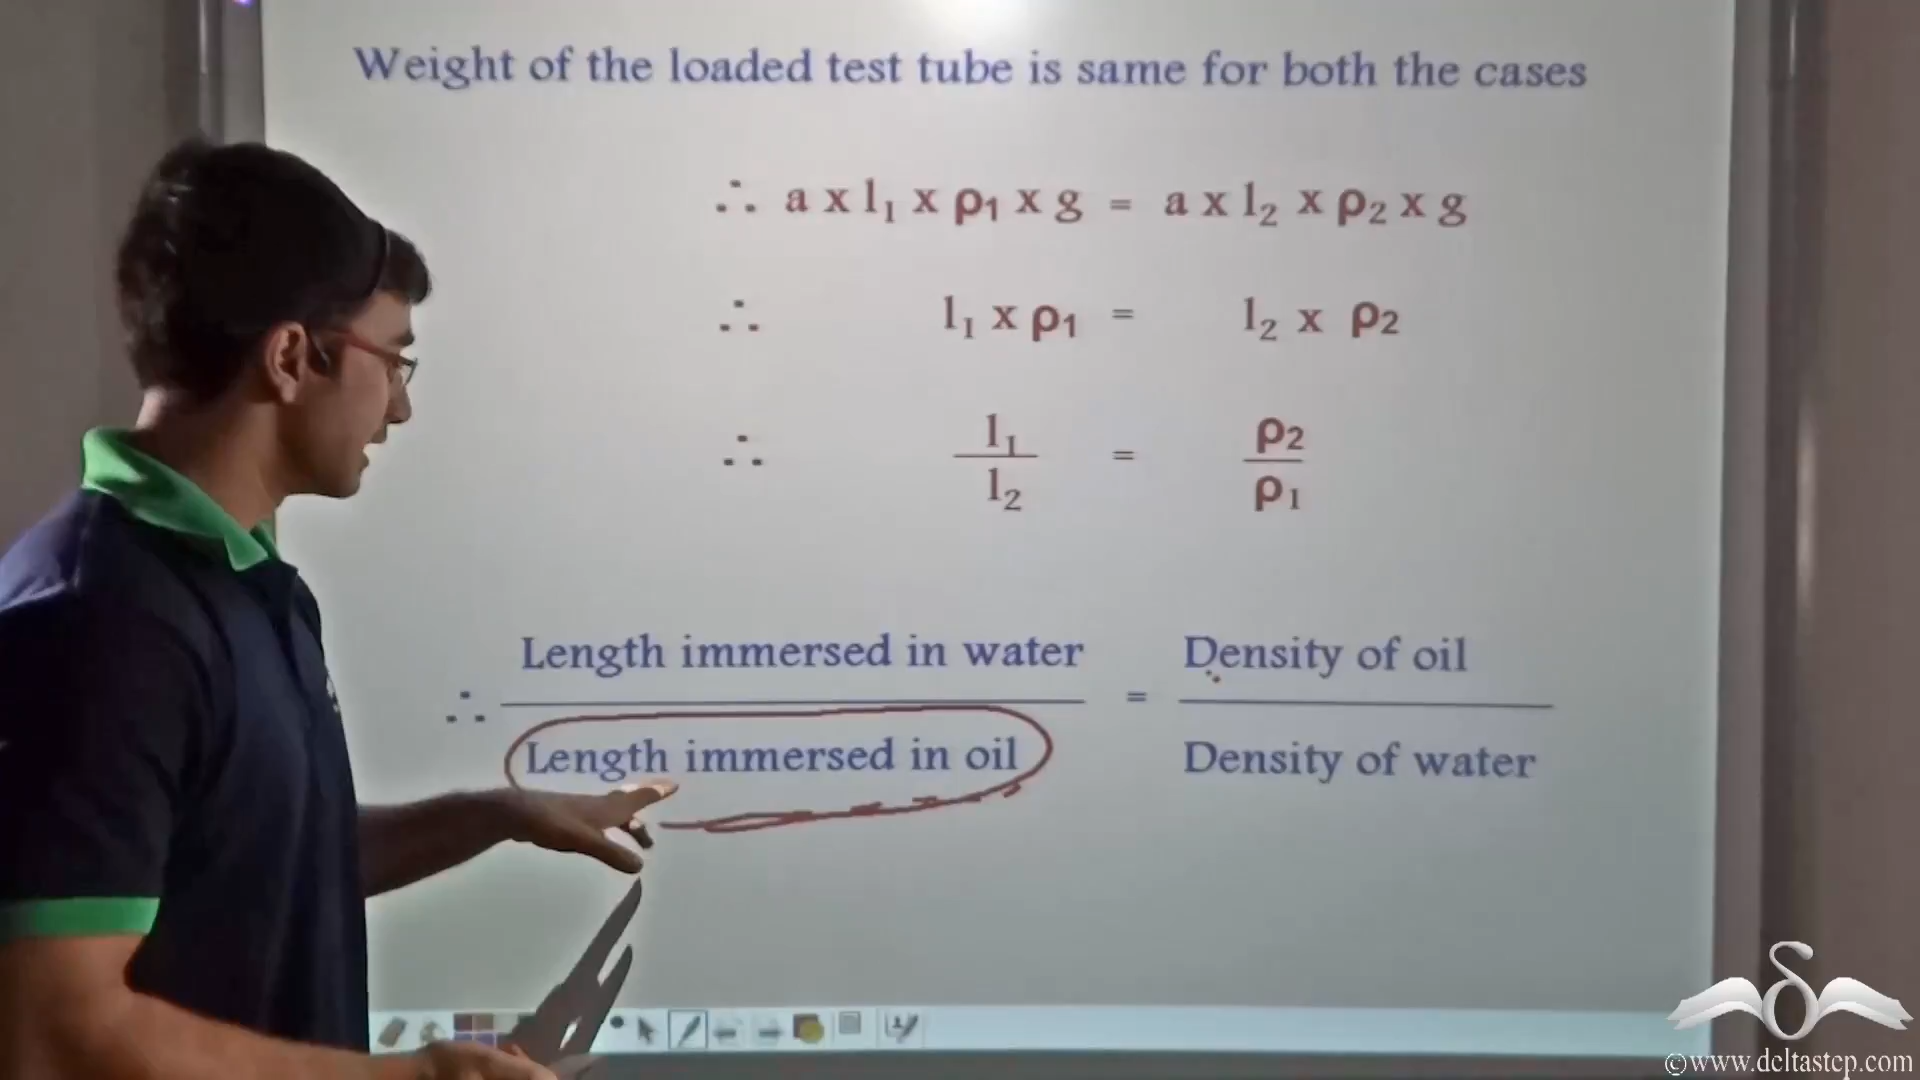 Weight of the loaded test tube is same for both the cases
∴ a x l₁ x ρ₁ x g = a x l₂ x ρ₂ x g
∴ l₁ x ρ₁ = l₂ x ρ₂
∴ l₁ / l₂ = ρ₂ / ρ₁
∴ Length immersed in water / Length immersed in oil = Density of oil / Density of water
©www.deltastep.com